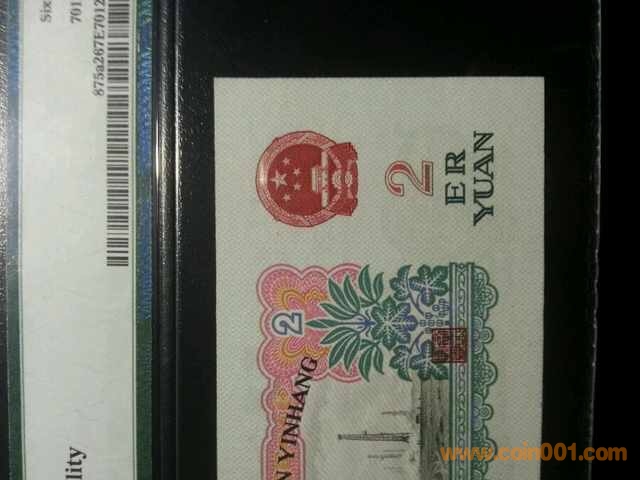 Six
701
875a267E7012
lity
2
ER
YUAN
2
N YINHANG
www.coin001.com